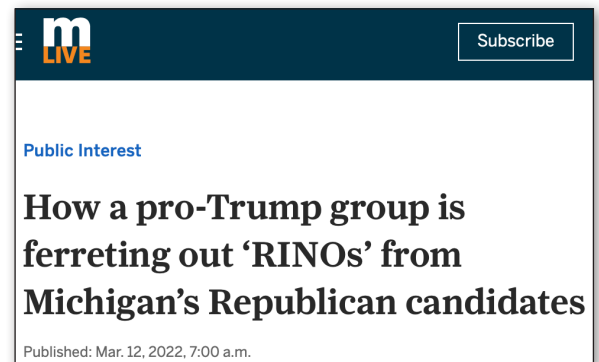 m
LIVE
Subscribe
Public Interest
How a pro-Trump group is
ferreting out ‘RINOs’ from
Michigan’s Republican candidates
Published: Mar. 12, 2022, 7:00 a.m.